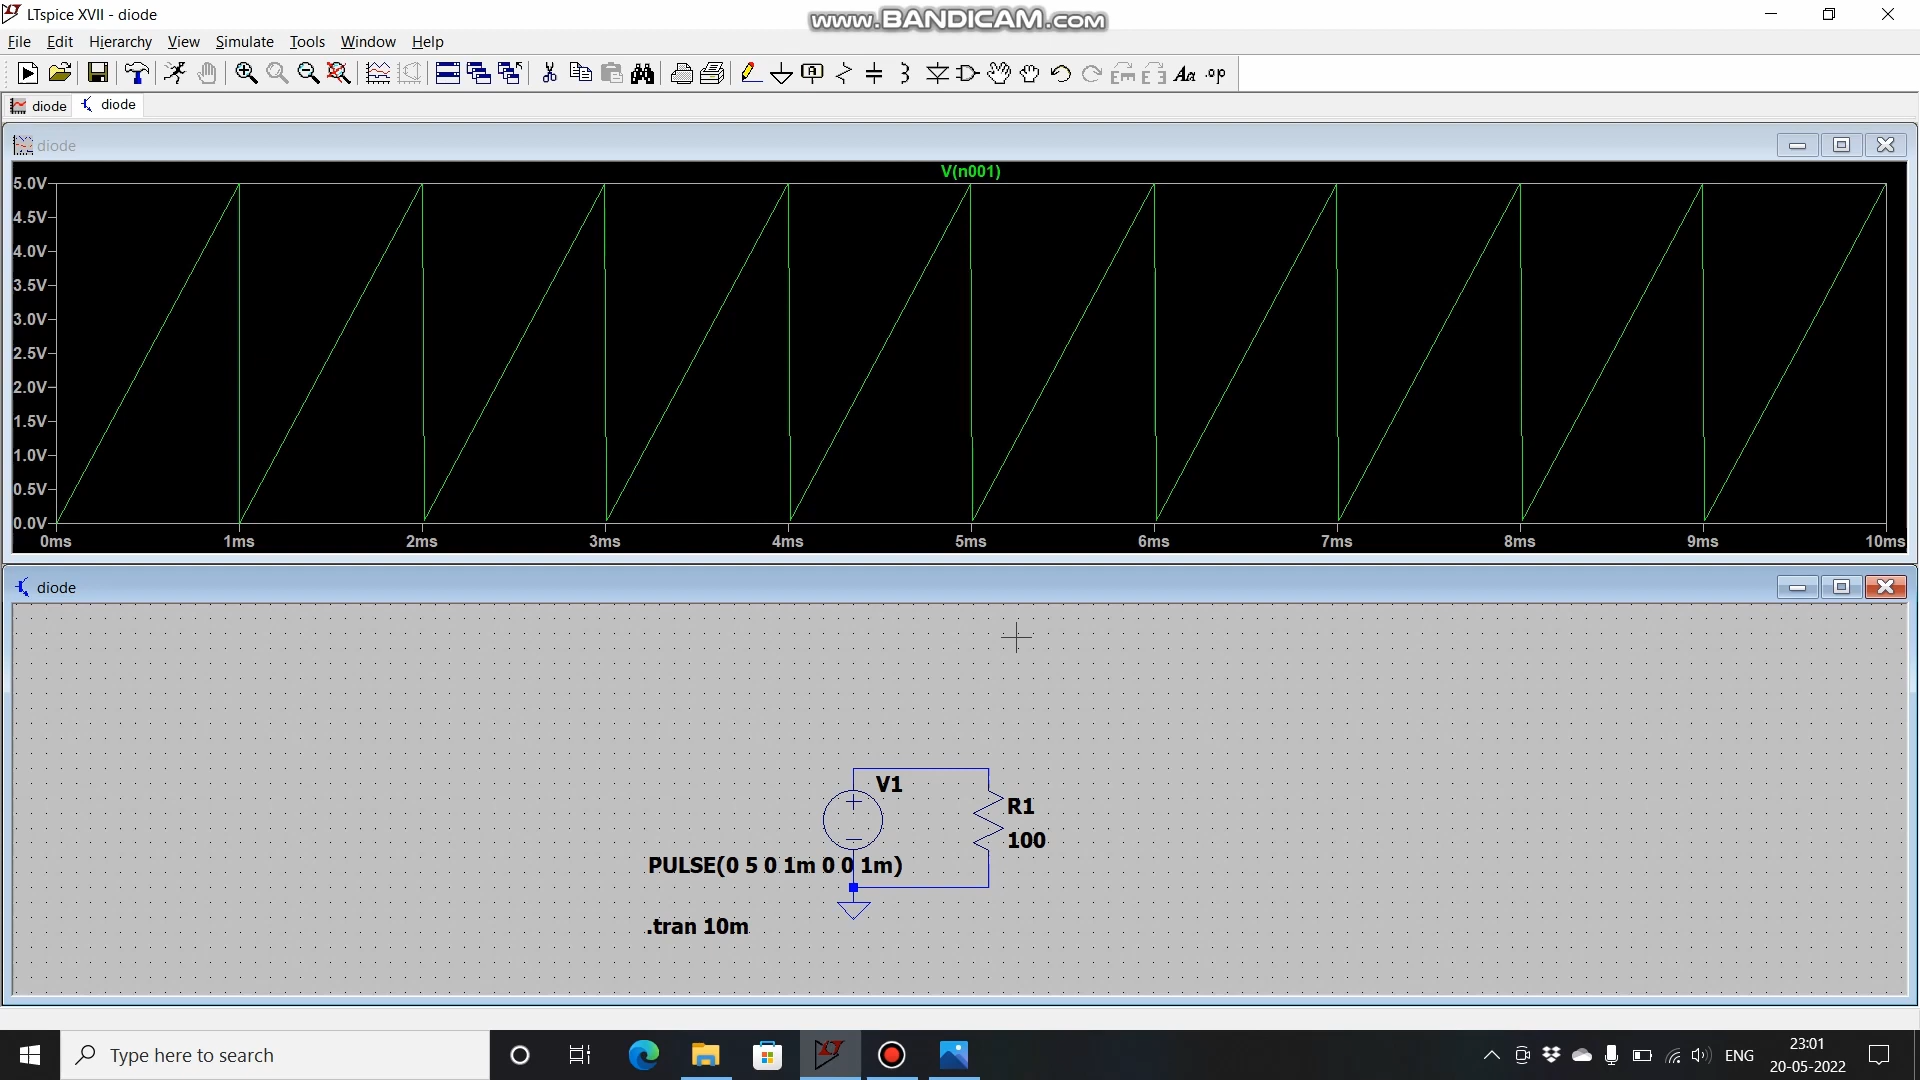 LTspice XVII - diode
www.BANDICAM.com
File Edit Hierarchy View Simulate Tools Window Help
.op
diode diode
diode
V(n001)
5.0V
4.5V
4.0V
3.5V
3.0V
2.5V
2.0V
1.5V
1.0V
0.5V
0.0V
0ms 1ms 2ms 3ms 4ms 5ms 6ms 7ms 8ms 9ms 10ms
diode
V1
R1
100
PULSE(0 5 0 1m 0 0 1m)
.tran 10m
Type here to search
ENG
23:01
20-05-2022